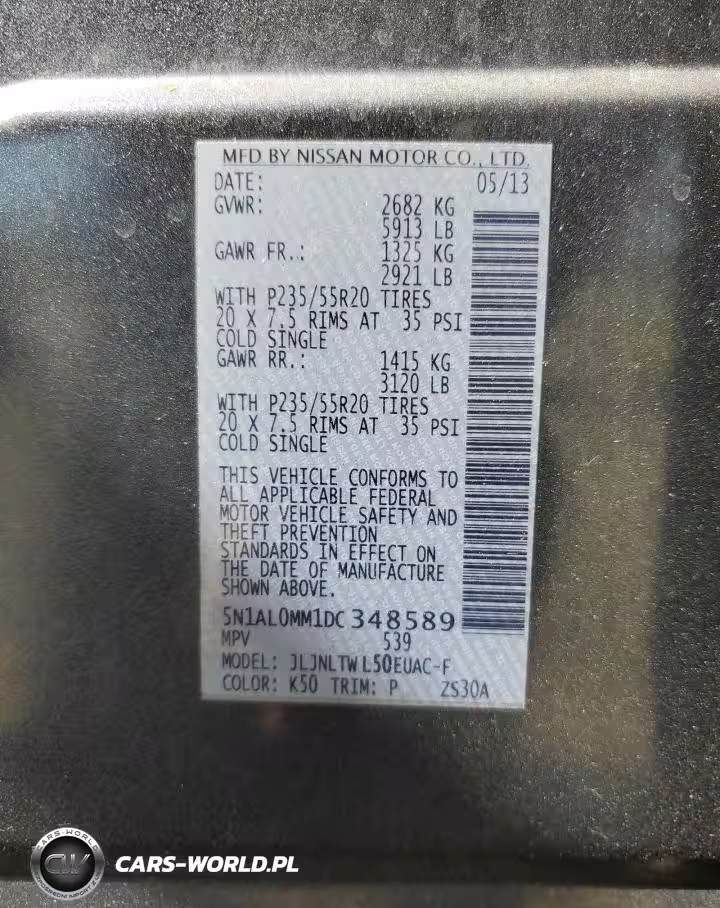 MFD BY NISSAN MOTOR CO., LTD.
DATE: 05/13
GVWR: 2682 KG
5913 LB
GAWR FR.: 1325 KG
2921 LB
WITH P235/55R20 TIRES
20 X 7.5 RIMS AT 35 PSI
COLD SINGLE
GAWR RR.: 1415 KG
3120 LB
WITH P235/55R20 TIRES
20 X 7.5 RIMS AT 35 PSI
COLD SINGLE
THIS VEHICLE CONFORMS TO
ALL APPLICABLE FEDERAL
MOTOR VEHICLE SAFETY AND
THEFT PREVENTION
STANDARDS IN EFFECT ON
THE DATE OF MANUFACTURE
SHOWN ABOVE.
5N1AL0MM1DC348589
MPV 539
MODEL: JLJNLTWL50EUAC-F
COLOR: K50 TRIM: P ZS30A
CARS-WORLD
CW
CARS-WORLD.PL